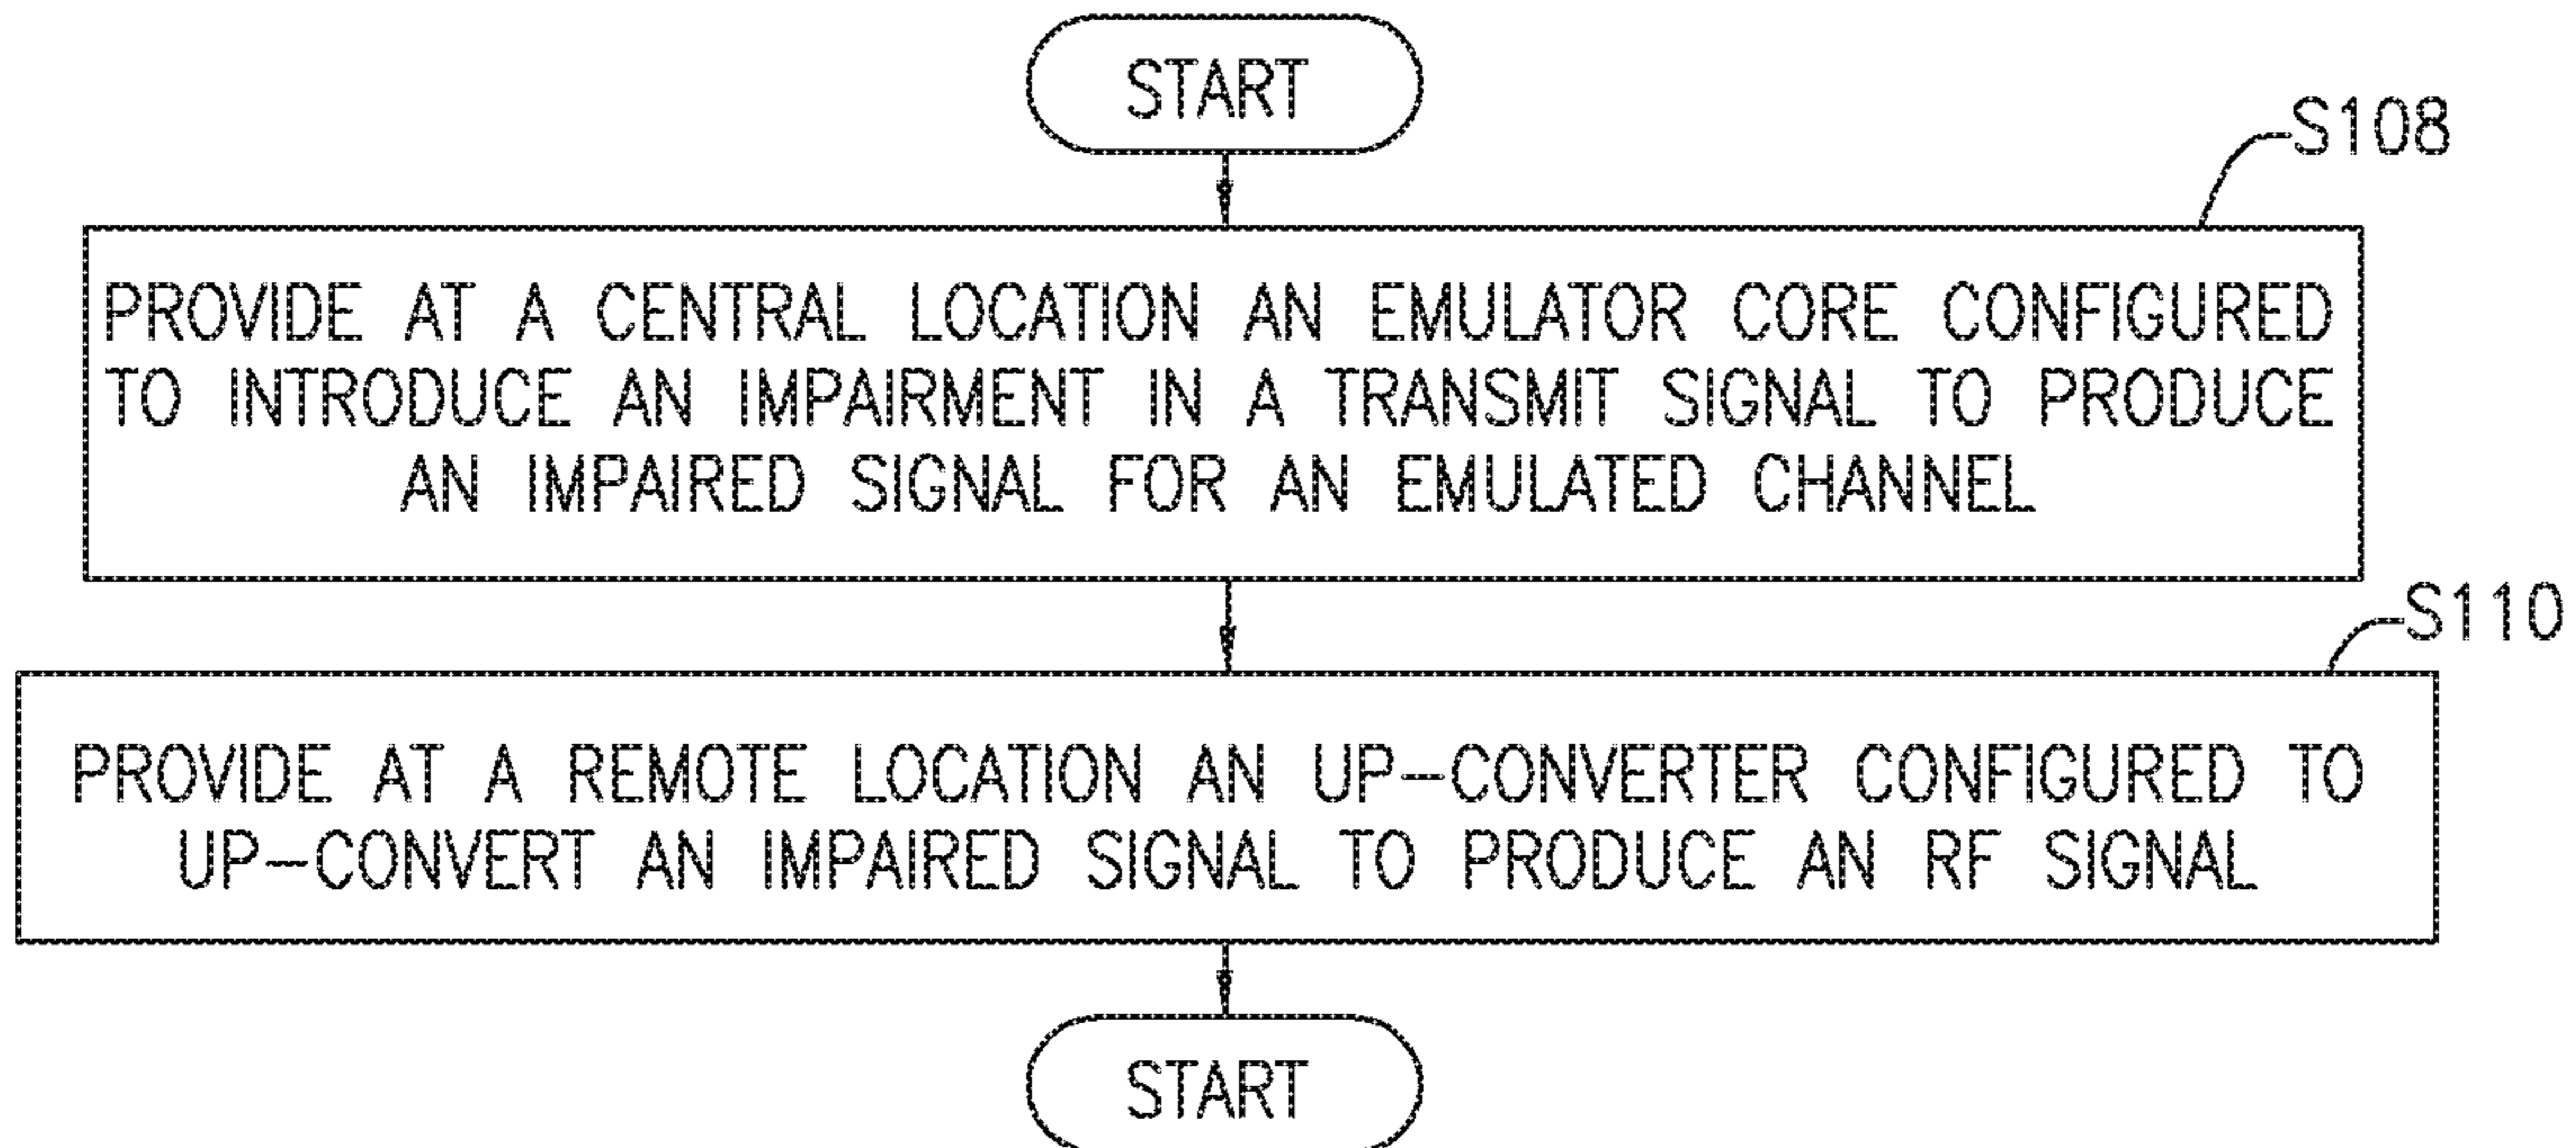 START
S108
PROVIDE AT A CENTRAL LOCATION AN EMULATOR CORE CONFIGURED
TO INTRODUCE AN IMPAIRMENT IN A TRANSMIT SIGNAL TO PRODUCE
AN IMPAIRED SIGNAL FOR AN EMULATED CHANNEL
S110
PROVIDE AT A REMOTE LOCATION AN UP-CONVERTER CONFIGURED TO
UP-CONVERT AN IMPAIRED SIGNAL TO PRODUCE AN RF SIGNAL
START